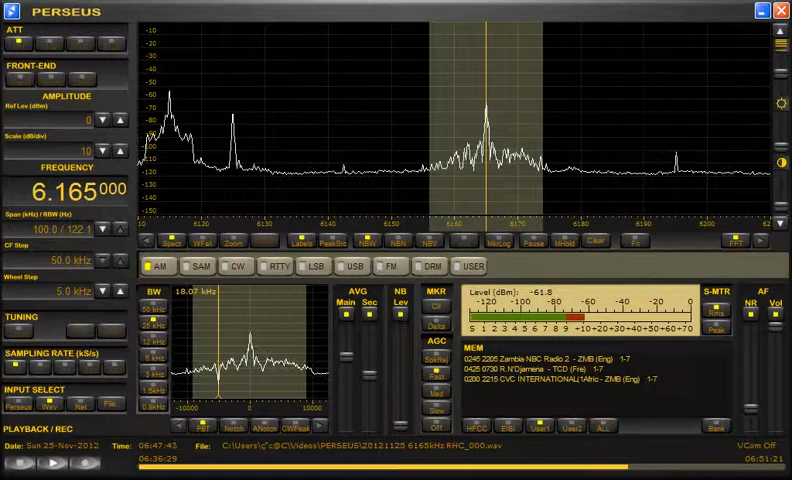 PERSEUS
ATT
FRONT-END
AMPLITUDE
Ref Lev (dBm)
0
Scale (dB/div)
10
FREQUENCY
6.165000
Span (kHz) / RBW (Hz)
100.0 / 122.1
CF Step
50.0 kHz
Wheel Step
5.0 kHz
TUNING
SAMPLING RATE (kS/s)
INPUT SELECT
Perseus Wav Net File...
PLAYBACK / REC
-10
-20
-30
-40
-50
-60
-70
-80
-90
-100
-110
-120
-130
-140
-150
6120 6130 6140 6150 6160 6170 6180 6190 6200 6210
Spect WFall Zoom Labels PeakSrc NBW NBN NBV MkrLog Pause MHold Clear Fn FFT
AM SAM CW RTTY LSB USB FM DRM USER
BW
50 kHz
25 kHz
12 kHz
6 kHz
3 kHz
1.6kHz
0.8kHz
18.07 kHz
-10000 0 10000
PBT Notch ANotch CWPeak
AVG
Main Sec
NB
Lev
MKR
Clr
Delta
AGC
SpkRej
Fast
Med
Slow
Off
Level (dBm): -61.8
-120 -100 -80 -60 -40 -20 0
S 1 2 3 4 5 6 7 8 9 +10 +20 +30 +40 +50 +60 +70
S-MTR
Rms
Peak
AF
NR Vol
MEM
0245 2205 Zambia NBC Radio 2 - ZMB (Eng) 1-7
0425 0730 R.N'Djamena - TCD (Fre) 1-7
0200 2215 CVC INTERNATIONAL(1Afric - ZMB (Eng) 1-7
HFCC EIBI User1 User2 ALL Bank
Date: Sun 25-Nov-2012 Time: 06:47:43 File: C:\Users\ç˜c@C\Videos\PERSEUS\20121125 6165kHz RHC_000.wav VCom Off
06:36:29 06:51:21